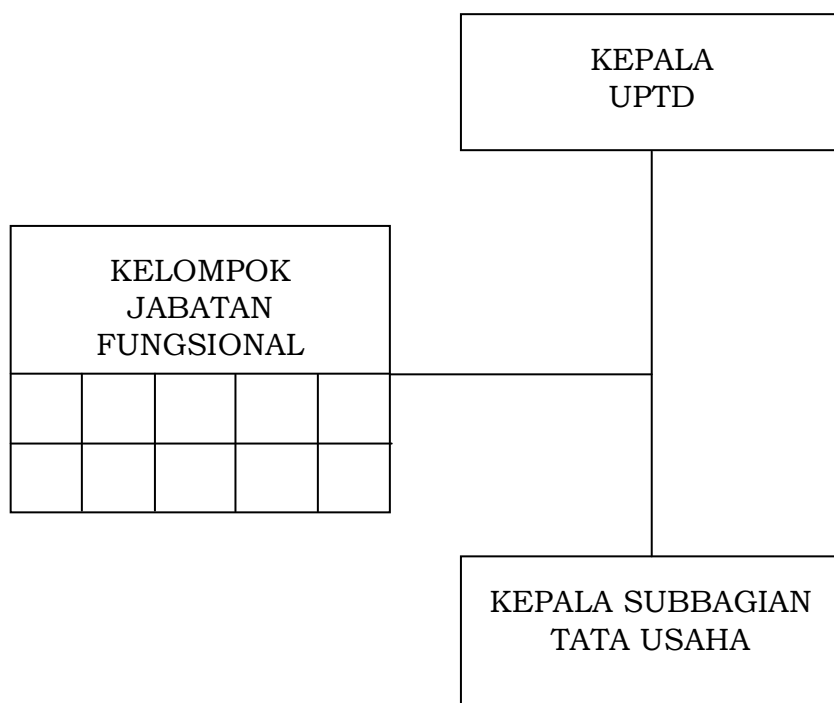 KEPALA
UPTD
KELOMPOK
JABATAN
FUNGSIONAL
KEPALA SUBBAGIAN
TATA USAHA